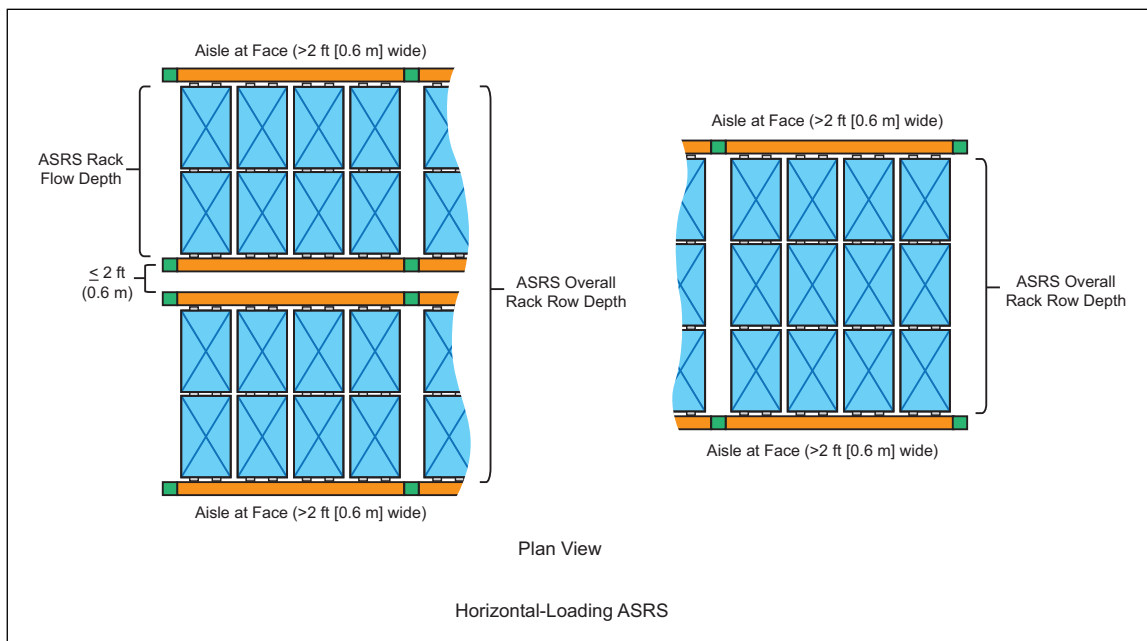 Aisle at Face (>2 ft [0.6 m] wide)
ASRS Rack
Flow Depth
≤ 2 ft
(0.6 m)
ASRS Overall
Rack Row Depth
Aisle at Face (>2 ft [0.6 m] wide)
Aisle at Face (>2 ft [0.6 m] wide)
ASRS Overall
Rack Row Depth
Aisle at Face (>2 ft [0.6 m] wide)
Plan View
Horizontal-Loading ASRS